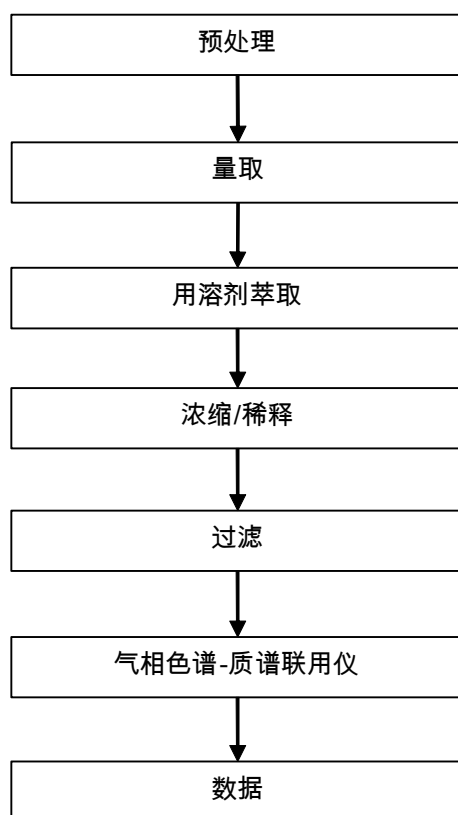 预处理
量取
用溶剂萃取
浓缩/稀释
过滤
气相色谱-质谱联用仪
数据